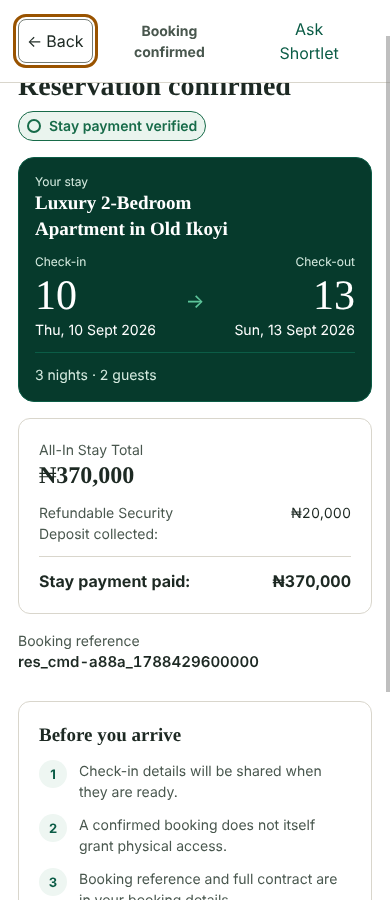 ← Back
Booking
confirmed
Ask
Shortlet
Reservation confirmed
Stay payment verified
Your stay
Luxury 2-Bedroom
Apartment in Old Ikoyi
Check-in
Check-out
10
→
13
Thu, 10 Sept 2026
Sun, 13 Sept 2026
3 nights · 2 guests
All-In Stay Total
₦370,000
Refundable Security
Deposit collected:
₦20,000
Stay payment paid:
₦370,000
Booking reference
res_cmd-a88a_1788429600000
Before you arrive
1
Check-in details will be shared when
they are ready.
2
A confirmed booking does not itself
grant physical access.
3
Booking reference and full contract are
in your booking details.